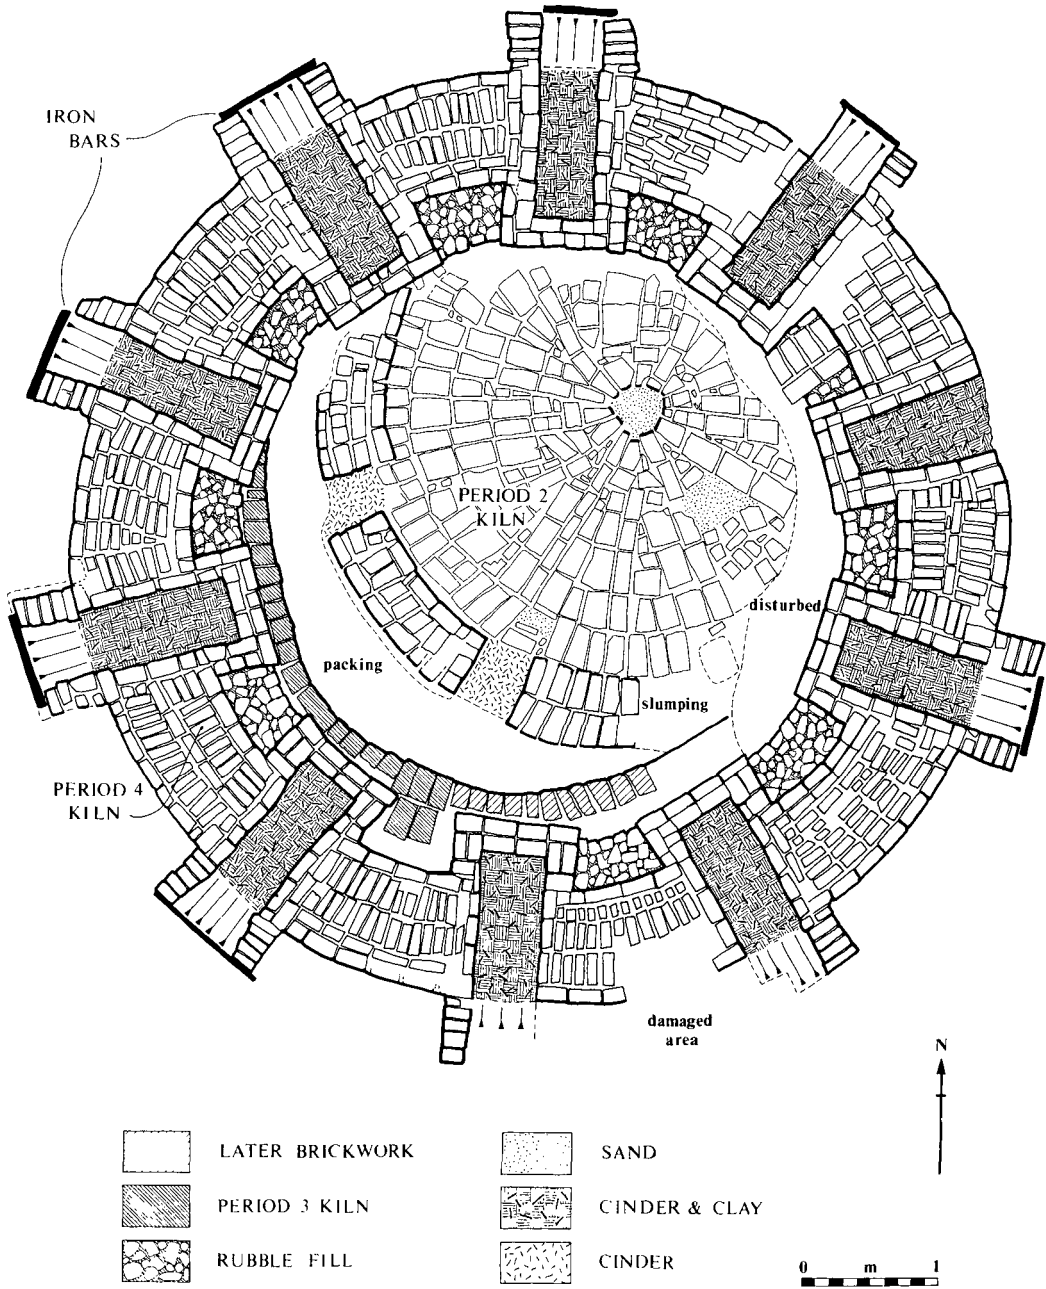 IRON
BARS
PERIOD 2
KILN
disturbed
packing
slumping
PERIOD 4
KILN
damaged
area
N
LATER BRICKWORK
SAND
PERIOD 3 KILN
CINDER & CLAY
RUBBLE FILL
CINDER
0 m 1